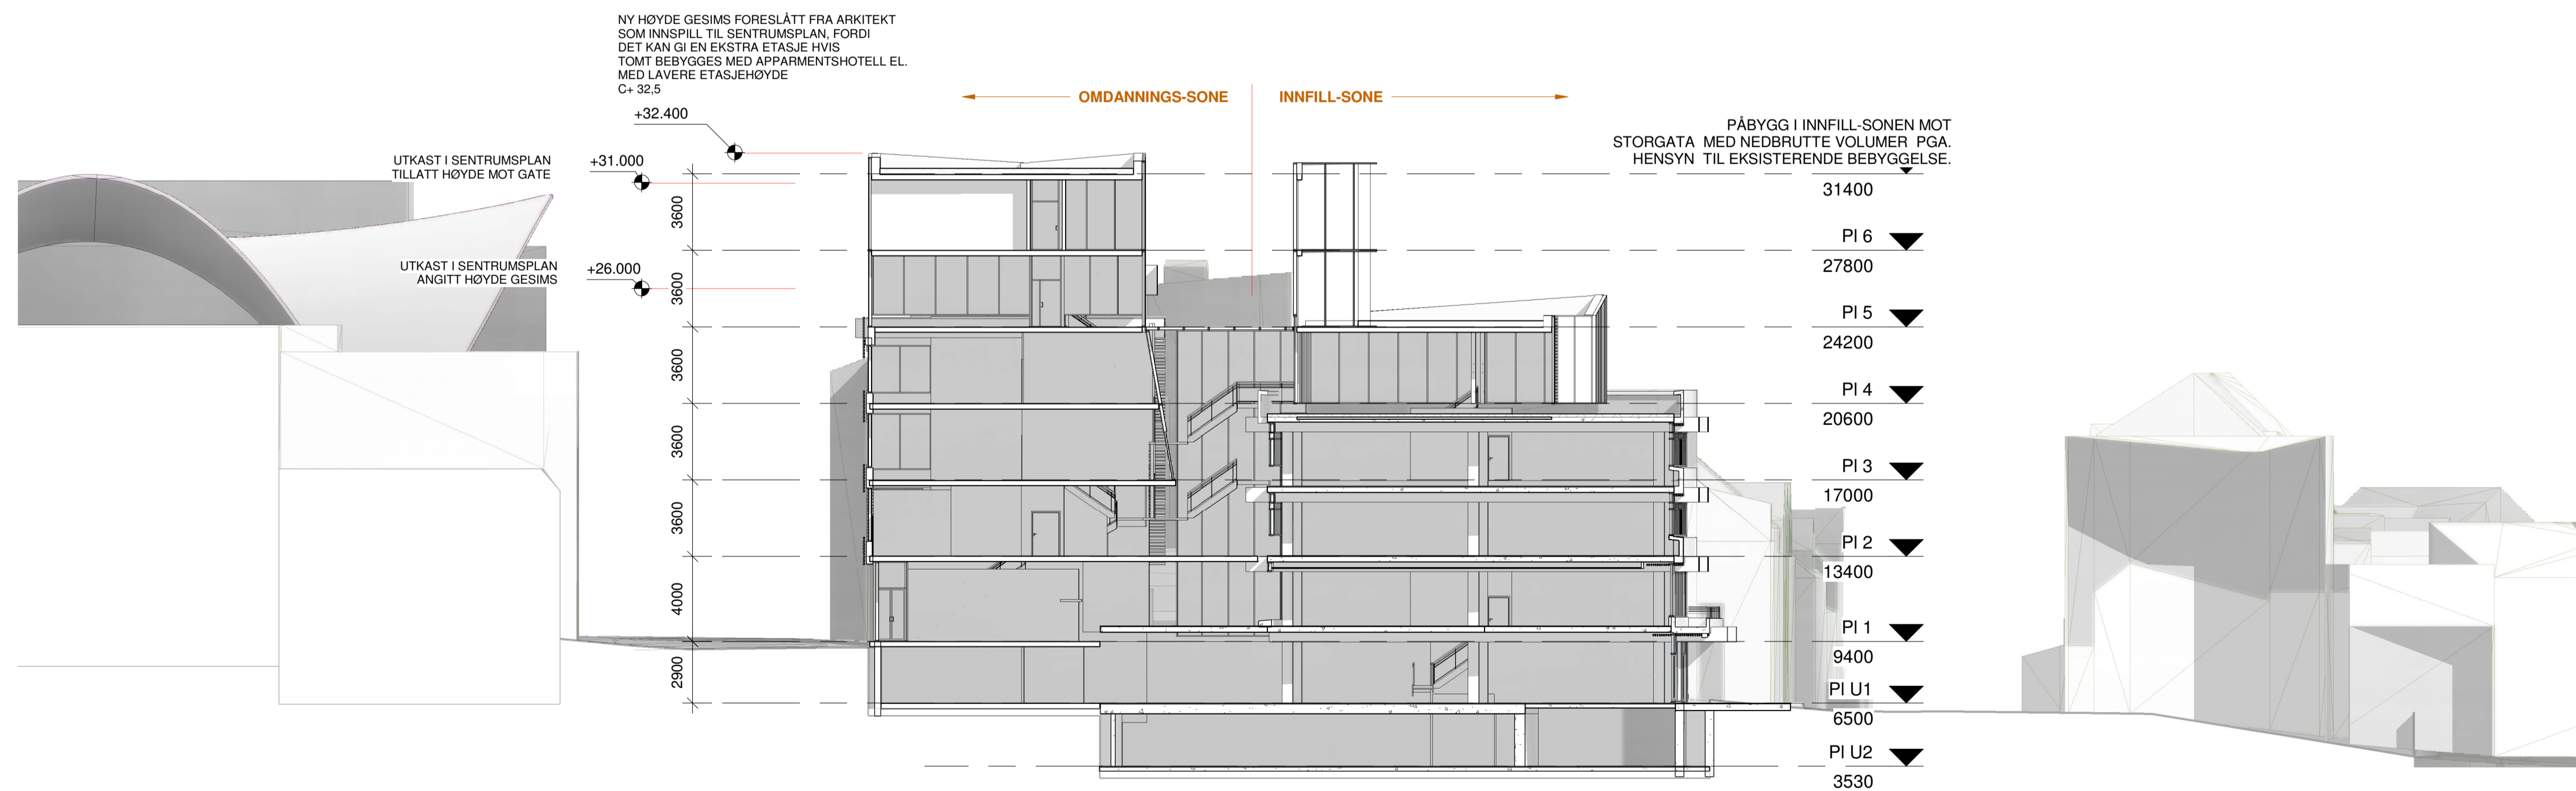 NY HØYDE GESIMS FORESLÅTT FRA ARKITEKT
SOM INNSPILL TIL SENTRUMSPLAN, FORDI
DET KAN GI EN EKSTRA ETASJE HVIS
TOMT BEBYGGES MED APPARMENTSHOTELL EL.
MED LAVERE ETASJEHØYDE
C+ 32,5
+32.400
OMDANNINGS-SONE
INNFILL-SONE
PÅBYGG I INNFILL-SONEN MOT
STORGATA MED NEDBRUTTE VOLUMER PGA.
HENSYN TIL EKSISTERENDE BEBYGGELSE.
UTKAST I SENTRUMSPLAN
TILLATT HØYDE MOT GATE
+31.000
UTKAST I SENTRUMSPLAN
ANGITT HØYDE GESIMS
+26.000
3600
3600
3600
3600
3600
4000
2900
31400
Pl 6
27800
Pl 5
24200
Pl 4
20600
Pl 3
17000
Pl 2
13400
Pl 1
9400
Pl U1
6500
Pl U2
3530